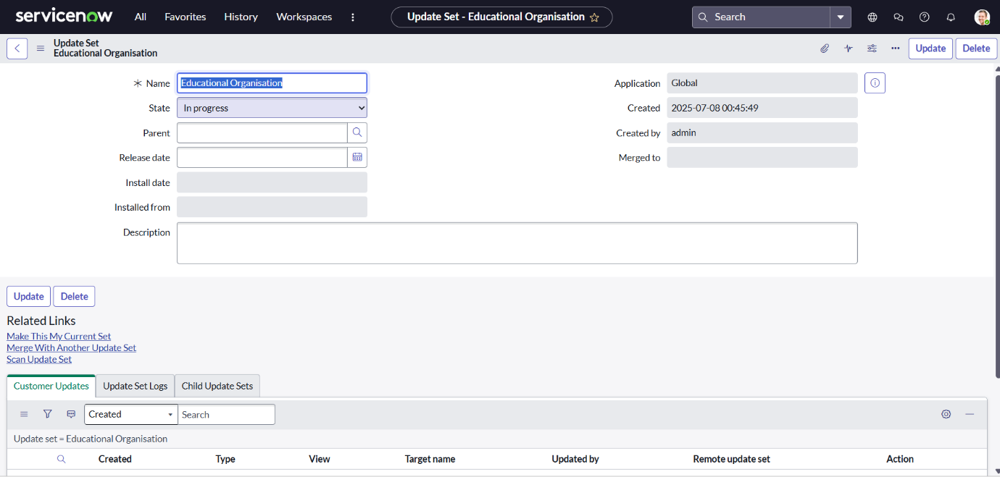 servicenow All Favorites History Workspaces Update Set - Educational Organisation Search
Update Set
Educational Organisation
Update Delete
Name Educational Organisation
State In progress
Parent
Release date
Install date
Installed from
Description
Application Global
Created 2025-07-08 00:45:49
Created by admin
Merged to
Update Delete
Related Links
Make This My Current Set
Merge With Another Update Set
Scan Update Set
Customer Updates Update Set Logs Child Update Sets
Created Search
Update set = Educational Organisation
Created Type View Target name Updated by Remote update set Action